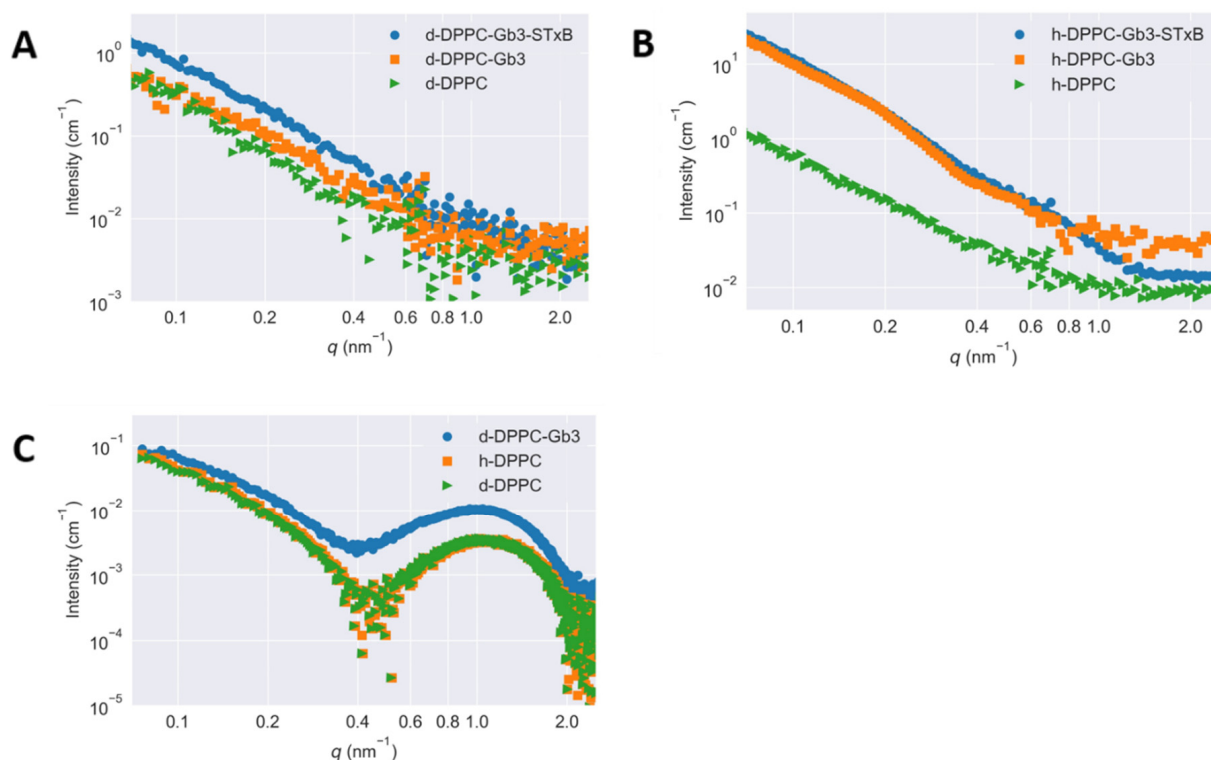 A
d-DPPC-Gb3-STxB
d-DPPC-Gb3
d-DPPC
10⁰
10⁻¹
10⁻²
10⁻³
Intensity (cm⁻¹)
0.1 0.2 0.4 0.6 0.8 1.0 2.0
q (nm⁻¹)
B
h-DPPC-Gb3-STxB
h-DPPC-Gb3
h-DPPC
10¹
10⁰
10⁻¹
10⁻²
Intensity (cm⁻¹)
0.1 0.2 0.4 0.6 0.8 1.0 2.0
q (nm⁻¹)
C
d-DPPC-Gb3
h-DPPC
d-DPPC
10⁻¹
10⁻²
10⁻³
10⁻⁴
10⁻⁵
Intensity (cm⁻¹)
0.1 0.2 0.4 0.6 0.8 1.0 2.0
q (nm⁻¹)